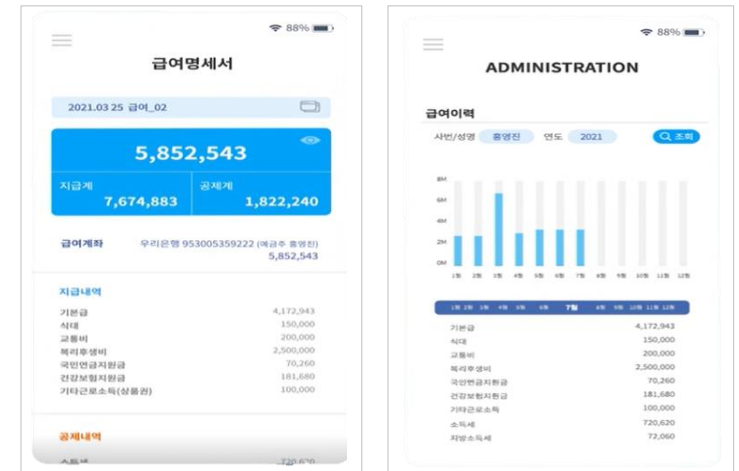 88%
급여명세서
2021.03 25 급여_02
5,852,543
지급계 공제계
7,674,883 1,822,240
급여계좌 우리은행 953005359222 (예금주 홍영진)
5,852,543
지급내역
기본급 4,172,943
식대 150,000
교통비 200,000
복리후생비 2,500,000
국민연금지원금 70,260
건강보험지원금 181,680
기타근로소득(상품권) 100,000
공제내역
소득세 720,620
88%
ADMINISTRATION
급여이력
사번/성명 홍영진 연도 2021 조회
8M
6M
4M
2M
0M
1월 2월 3월 4월 5월 6월 7월 8월 9월 10월 11월 12월
1월 2월 3월 4월 5월 6월 7월 8월 9월 10월 11월 12월
기본급 4,172,943
식대 150,000
교통비 200,000
복리후생비 2,500,000
국민연금지원금 70,260
건강보험지원금 181,680
기타근로소득 100,000
소득세 720,620
지방소득세 72,060